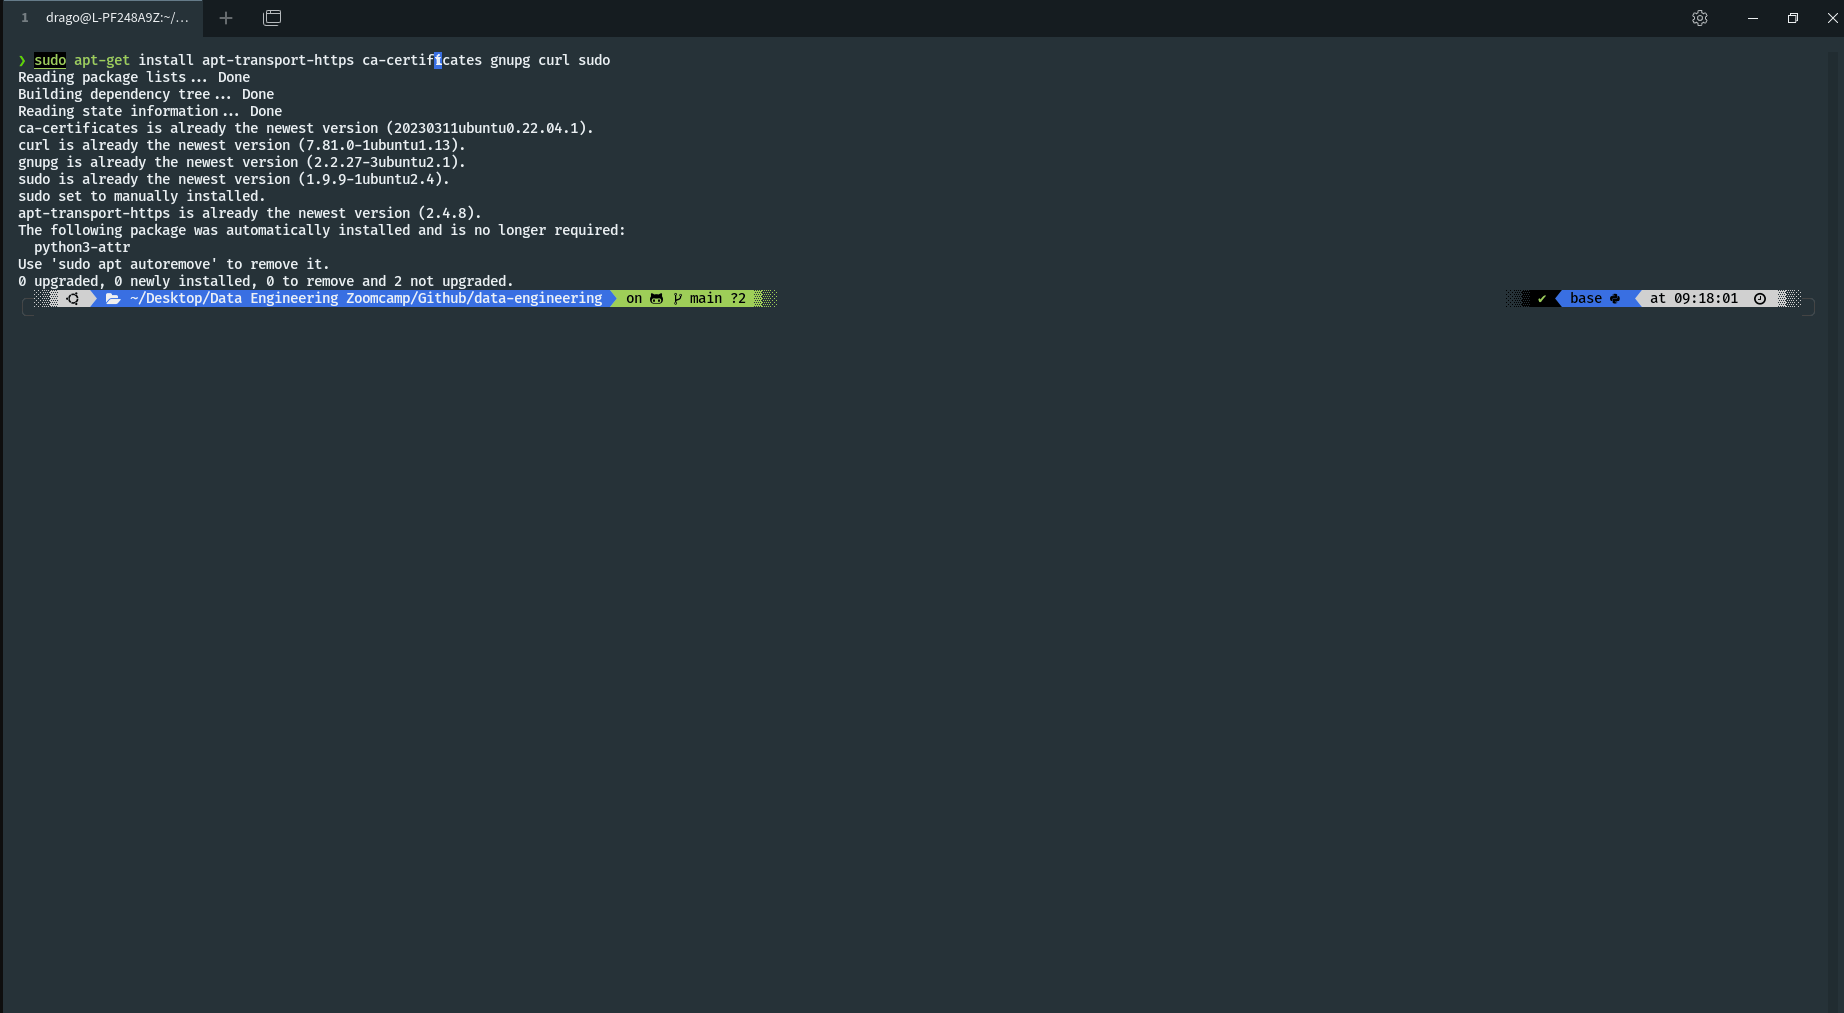 1 drago@L-PF248A9Z:~/...
❯ sudo apt-get install apt-transport-https ca-certificates gnupg curl sudo
Reading package lists... Done
Building dependency tree... Done
Reading state information... Done
ca-certificates is already the newest version (20230311ubuntu0.22.04.1).
curl is already the newest version (7.81.0-1ubuntu1.13).
gnupg is already the newest version (2.2.27-3ubuntu2.1).
sudo is already the newest version (1.9.9-1ubuntu2.4).
sudo set to manually installed.
apt-transport-https is already the newest version (2.4.8).
The following package was automatically installed and is no longer required:
python3-attr
Use 'sudo apt autoremove' to remove it.
0 upgraded, 0 newly installed, 0 to remove and 2 not upgraded.
~/Desktop/Data Engineering Zoomcamp/Github/data-engineering on main ?2 ✔ base at 09:18:01